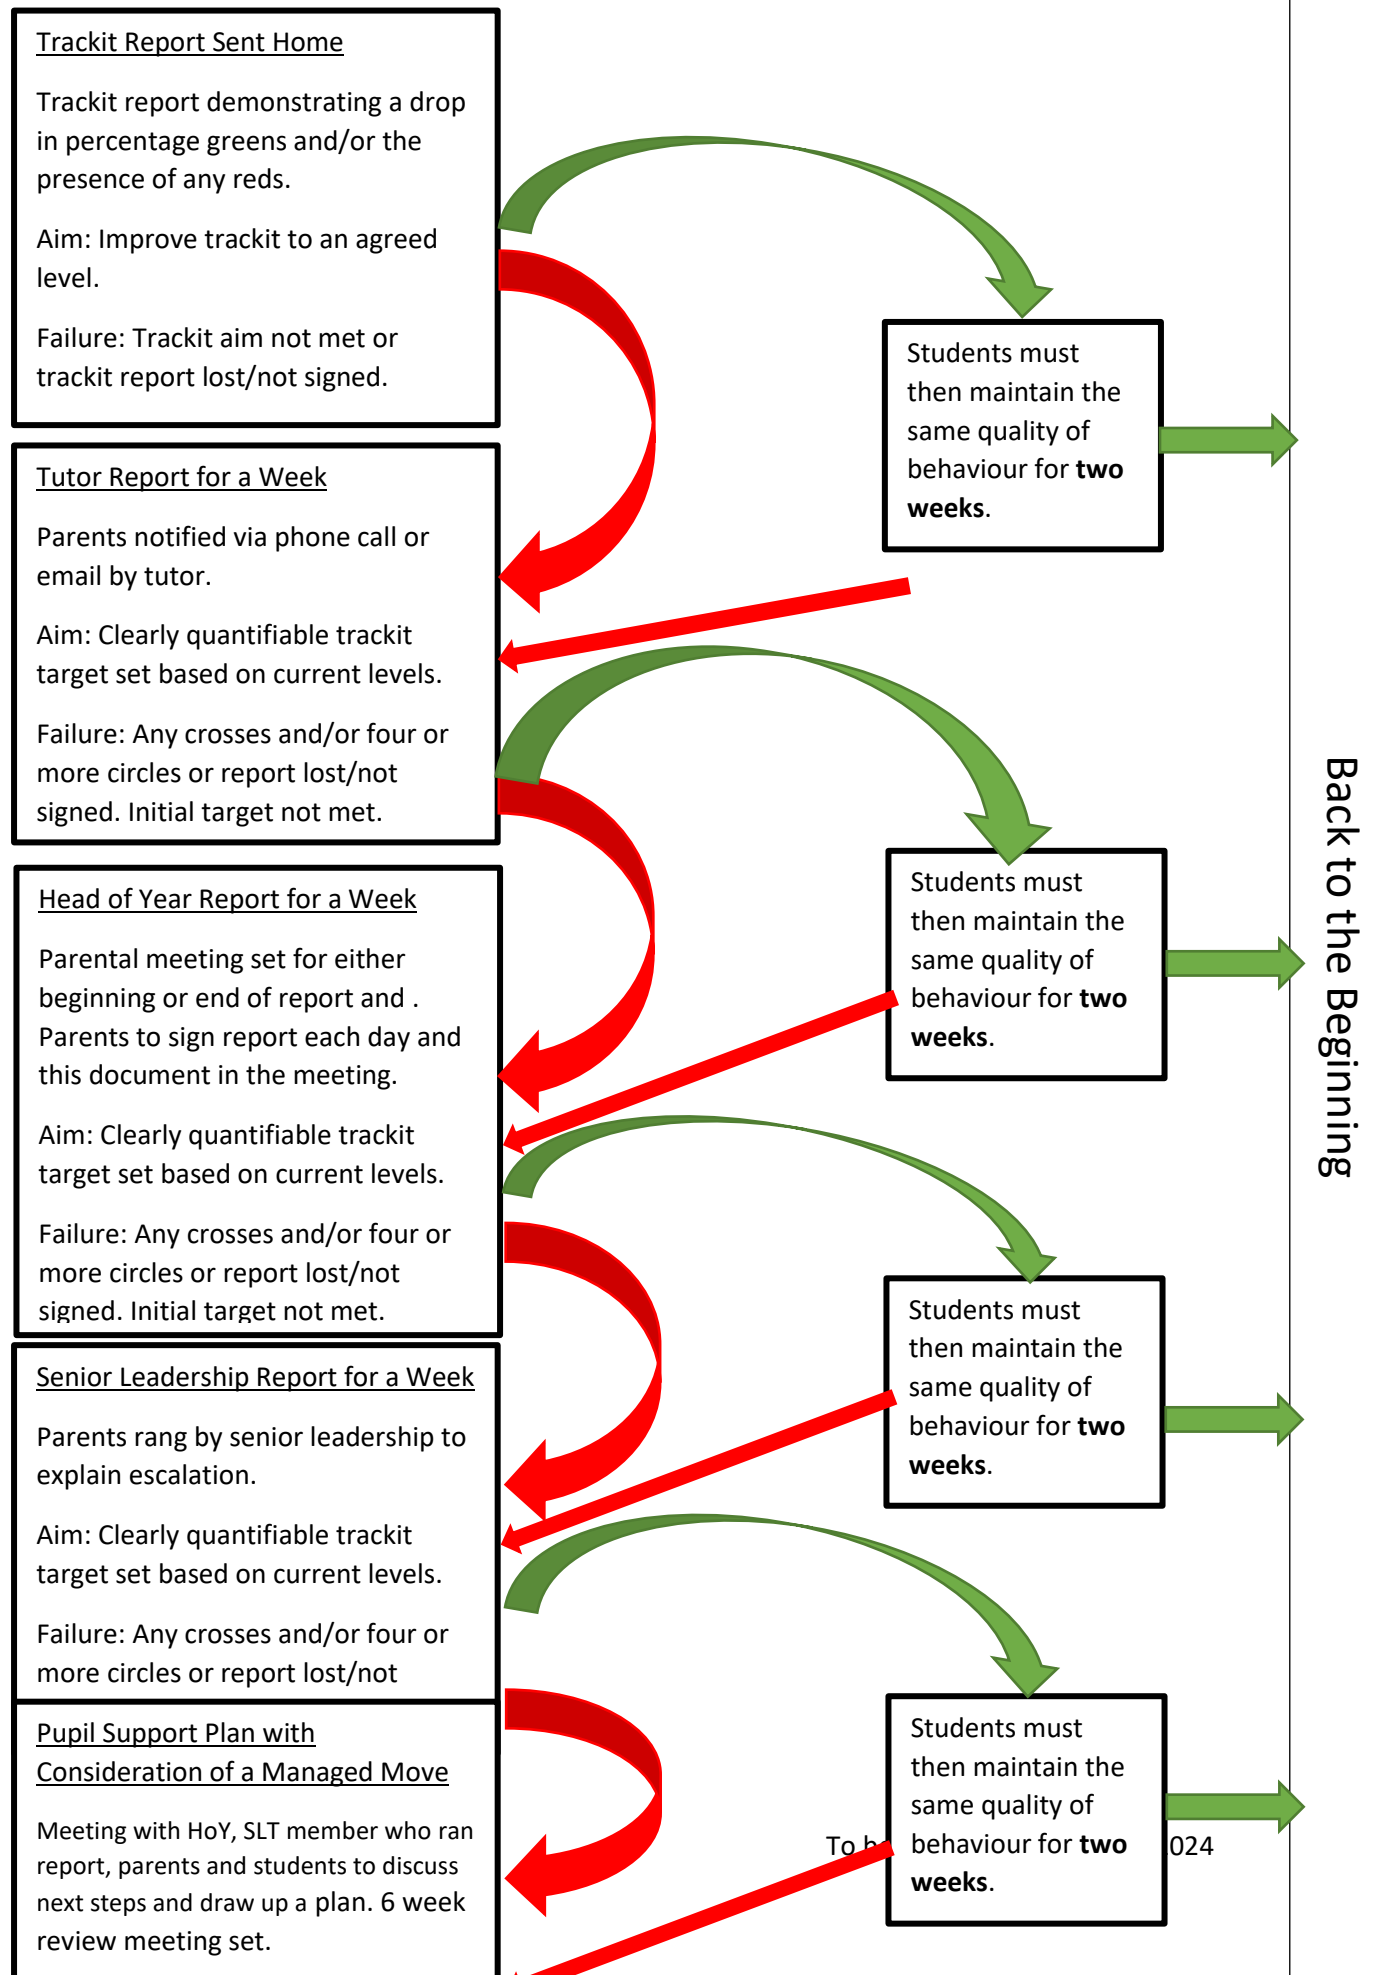 Trackit Report Sent Home
Trackit report demonstrating a drop
in percentage greens and/or the
presence of any reds.
Aim: Improve trackit to an agreed
level.
Failure: Trackit aim not met or
trackit report lost/not signed.
Students must
then maintain the
same quality of
behaviour for two
weeks.
Tutor Report for a Week
Parents notified via phone call or
email by tutor.
Aim: Clearly quantifiable trackit
target set based on current levels.
Failure: Any crosses and/or four or
more circles or report lost/not
signed. Initial target not met.
Students must
then maintain the
same quality of
behaviour for two
weeks.
Head of Year Report for a Week
Parental meeting set for either
beginning or end of report and .
Parents to sign report each day and
this document in the meeting.
Aim: Clearly quantifiable trackit
target set based on current levels.
Failure: Any crosses and/or four or
more circles or report lost/not
signed. Initial target not met.
Students must
then maintain the
same quality of
behaviour for two
weeks.
Senior Leadership Report for a Week
Parents rang by senior leadership to
explain escalation.
Aim: Clearly quantifiable trackit
target set based on current levels.
Failure: Any crosses and/or four or
more circles or report lost/not
Pupil Support Plan with
Consideration of a Managed Move
Meeting with HoY, SLT member who ran
report, parents and students to discuss
next steps and draw up a plan. 6 week
review meeting set.
Students must
then maintain the
same quality of
behaviour for two
weeks.
To 024
Back to the Beginning